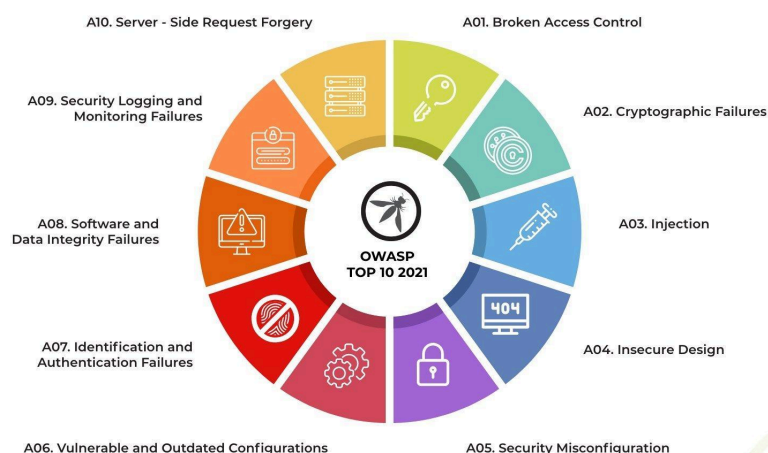 A10. Server - Side Request Forgery
A01. Broken Access Control
A09. Security Logging and
Monitoring Failures
A02. Cryptographic Failures
A08. Software and
Data Integrity Failures
A03. Injection
OWASP
TOP 10 2021
404
A07. Identification and
Authentication Failures
A04. Insecure Design
A06. Vulnerable and Outdated Configurations
A05. Security Misconfiguration